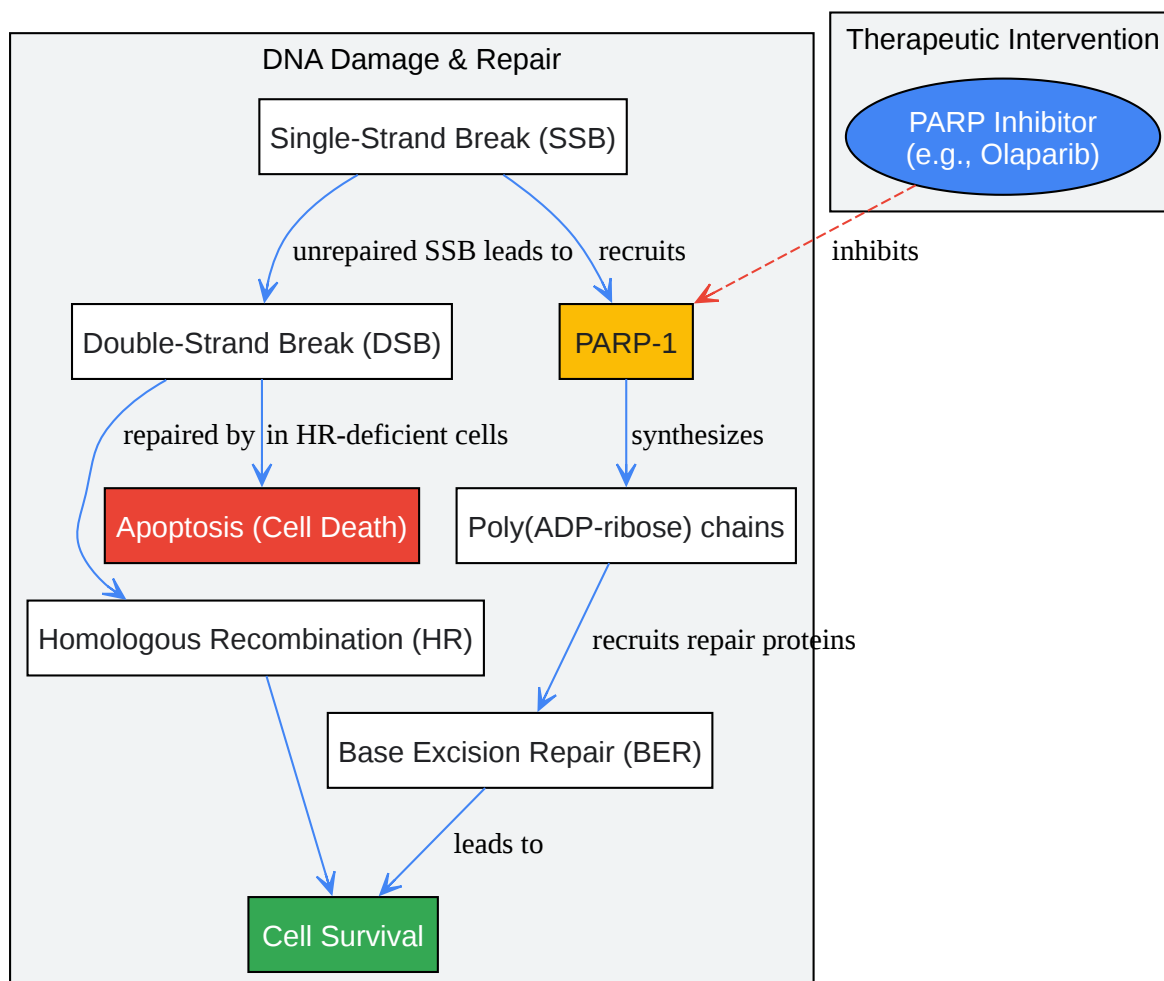 DNA Damage & Repair
Therapeutic Intervention
Single-Strand Break (SSB)
PARP Inhibitor
(e.g., Olaparib)
unrepaired SSB leads to
recruits
inhibits
Double-Strand Break (DSB)
PARP-1
repaired by
in HR-deficient cells
synthesizes
Apoptosis (Cell Death)
Poly(ADP-ribose) chains
Homologous Recombination (HR)
recruits repair proteins
Base Excision Repair (BER)
leads to
Cell Survival